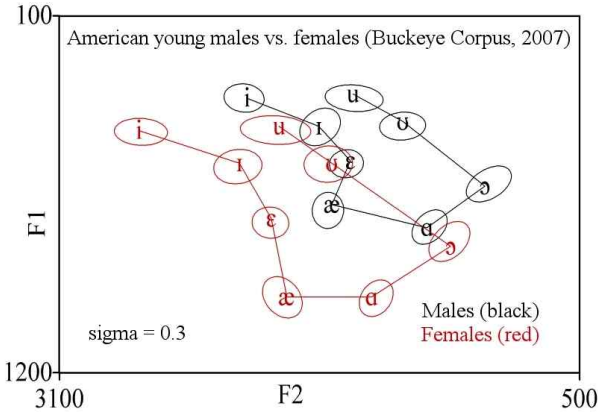 100
American young males vs. females (Buckeye Corpus, 2007)
i
u
ɪ
ʊ
i
u
ɪ
ʊ
ɛ
ɔ
æ
ɛ
ɑ
ɔ
æ
ɑ
F1
Males (black)
Females (red)
sigma = 0.3
1200
3100
F2
500